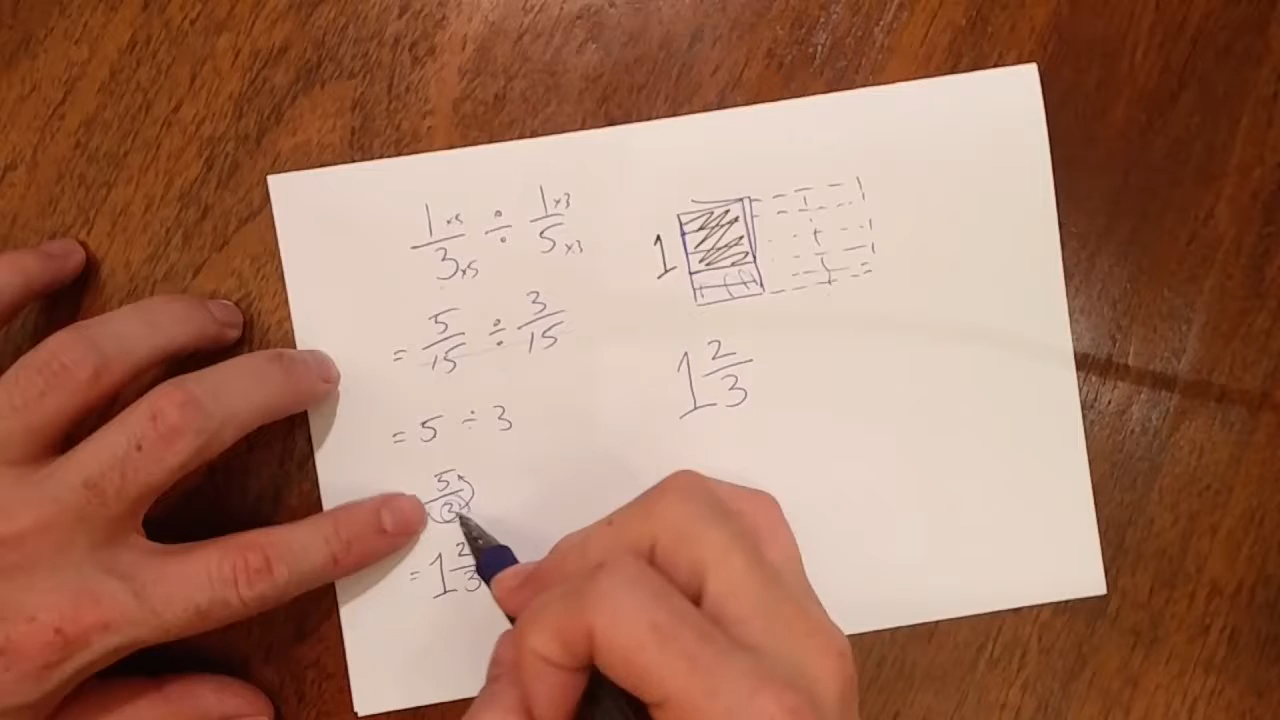 1×5/3×5 ÷ 1×3/5×3
= 5/15 ÷ 3/15
= 5 ÷ 3
5/3
= 1 2/3
1
1 2/3